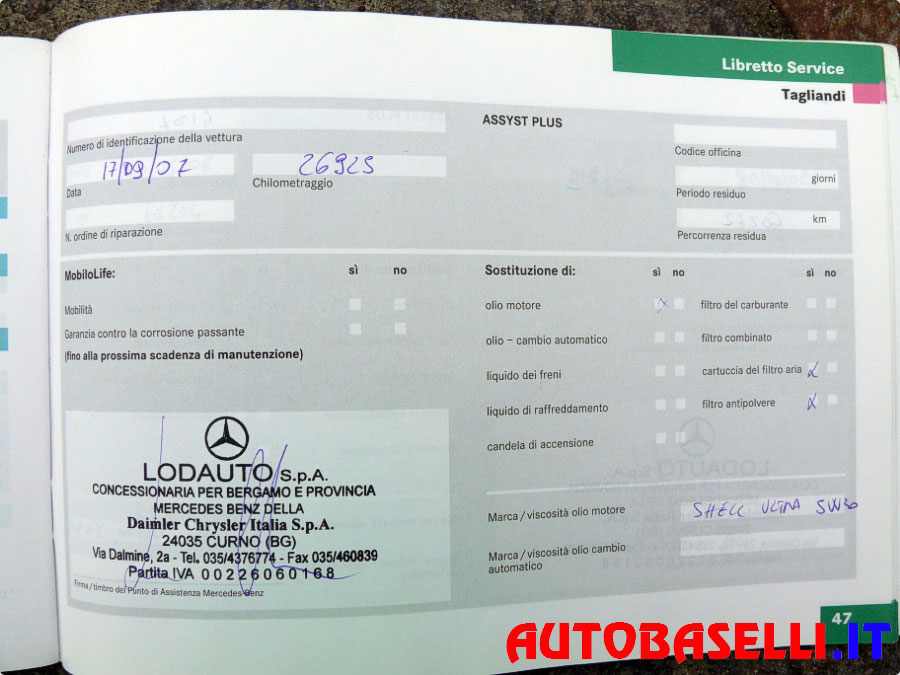 Libretto Service
Tagliandi
Numero di identificazione della vettura
17/09/07
Data
26925
Chilometraggio
N. ordine di riparazione
ASSYST PLUS
Codice officina
giorni
Periodo residuo
km
Percorrenza residua
MobiloLife: sì no
Mobilità
Garanzia contro la corrosione passante
(fino alla prossima scadenza di manutenzione)
Sostituzione di: sì no sì no
olio motore x filtro del carburante
olio – cambio automatico filtro combinato
liquido dei freni cartuccia del filtro aria x
liquido di raffreddamento filtro antipolvere x
candela di accensione
Marca / viscosità olio motore SHELL ULTRA 5W30
Marca / viscosità olio cambio
automatico
LODAUTO S.p.A.
CONCESSIONARIA PER BERGAMO E PROVINCIA
MERCEDES BENZ DELLA
Daimler Chrysler Italia S.p.A.
24035 CURNO (BG)
Via Dalmine, 2a - Tel. 035/4376774 - Fax 035/460839
Partita IVA 00226060168
Firma / timbro del Punto di Assistenza Mercedes-Benz
47
AUTOBASELLI.IT